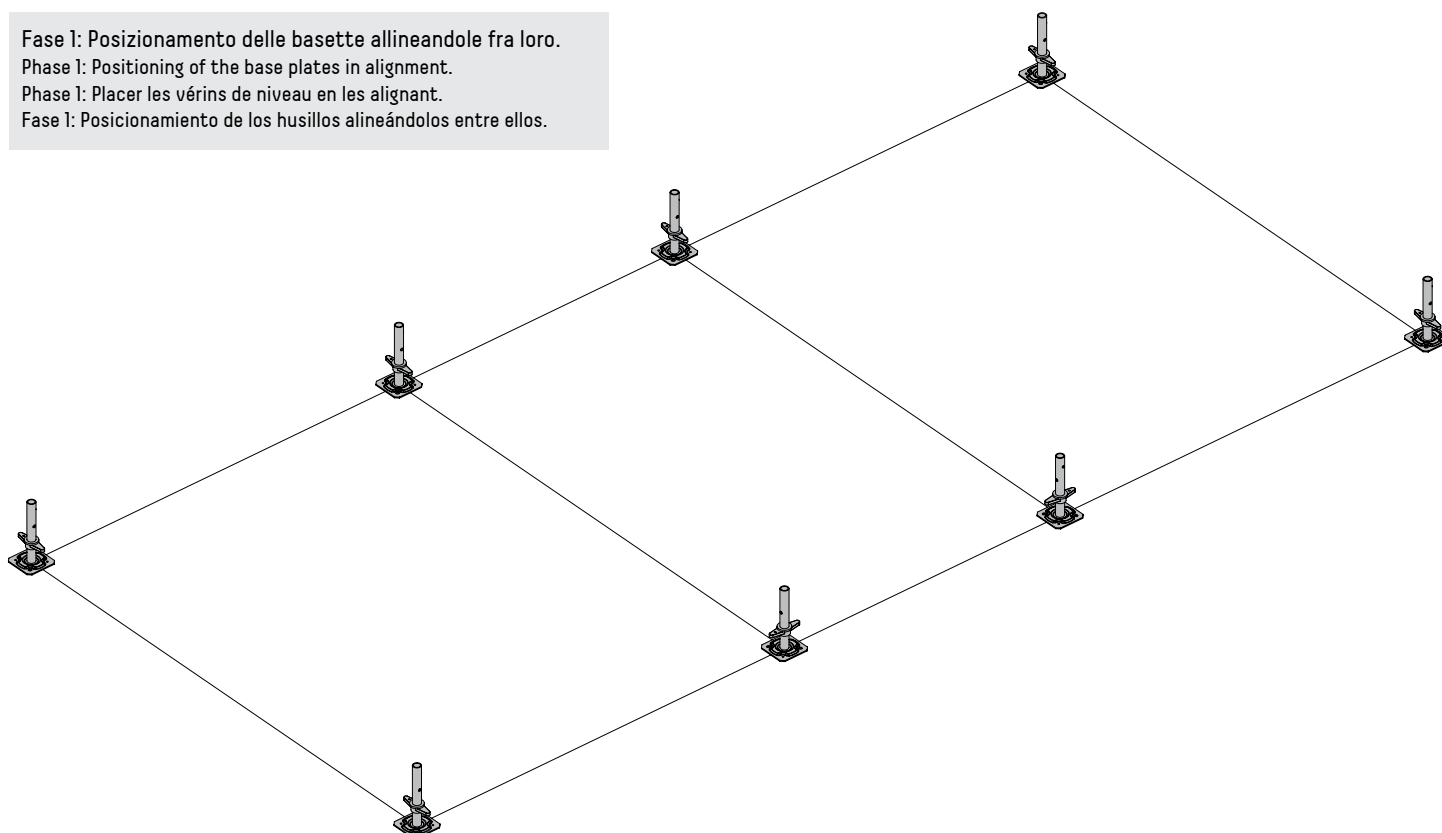 Fase 1: Posizionamento delle basette allineandole fra loro.
Phase 1: Positioning of the base plates in alignment.
Phase 1: Placer les vérins de niveau en les alignant.
Fase 1: Posicionamiento de los husillos alineándolos entre ellos.